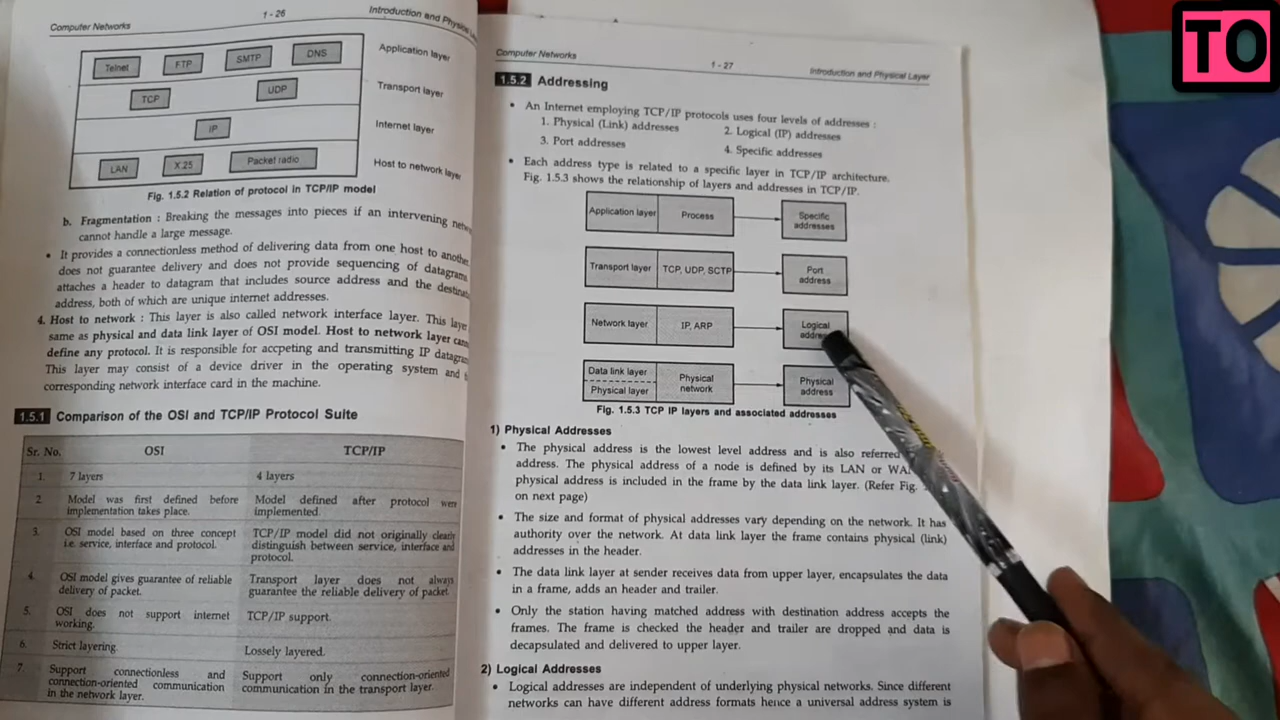 TO
Computer Networks
1 - 26
Introduction and Physical
Telnet
FTP
SMTP
DNS
Application layer
TCP
UDP
Transport layer
IP
Internet layer
LAN
X.25
Packet radio
Host to network layer
Fig. 1.5.2 Relation of protocol in TCP/IP model
b. Fragmentation : Breaking the messages into pieces if an intervening
cannot handle a large message.
• It provides a connectionless method of delivering data from one host to
does not guarantee delivery and does not provide sequencing of datagrams
attaches a header to datagram that includes source address and the
address, both of which are unique internet addresses.
4. Host to network : This layer is also called network interface layer. This
same as physical and data link layer of OSI model. Host to network layer
define any protocol. It is responsible for accpeting and transmitting IP
This layer may consist of a device driver in the operating system and
corresponding network interface card in the machine.
1.5.1 Comparison of the OSI and TCP/IP Protocol Suite
Sr. No. OSI TCP/IP
1. 7 layers 4 layers
2. Model was first defined before Model defined after protocol were
implementation takes place. implemented.
3. OSI model based on three concept TCP/IP model did not originally clearly
i.e. service, interface and protocol. distinguish between service, interface and
protocol.
4. OSI model gives guarantee of reliable Transport layer does not always
delivery of packet. guarantee the reliable delivery of packet.
5. OSI does not support internet TCP/IP support.
working.
6. Strict layering. Lossely layered.
7. Support connectionless and Support only connection-oriented
connection-oriented communication communication in the transport layer.
in the network layer.
Computer Networks
1 - 27
Introduction and Physical Layer
1.5.2 Addressing
• An Internet employing TCP/IP protocols uses four levels of addresses :
1. Physical (Link) addresses 2. Logical (IP) addresses
3. Port addresses 4. Specific addresses
• Each address type is related to a specific layer in TCP/IP architecture.
Fig. 1.5.3 shows the relationship of layers and addresses in TCP/IP.
Application layer Process Specific
addresses
Transport layer TCP, UDP, SCTP Port
address
Network layer IP, ARP Logical
Data link layer Physical Physical
Physical layer network address
Fig. 1.5.3 TCP IP layers and associated addresses
1) Physical Addresses
• The physical address is the lowest level address and is also referred
address. The physical address of a node is defined by its LAN or
physical address is included in the frame by the data link layer. (Refer Fig.
on next page)
• The size and format of physical addresses vary depending on the network. It has
authority over the network. At data link layer the frame contains physical (link)
addresses in the header.
• The data link layer at sender receives data from upper layer, encapsulates the data
in a frame, adds an header and trailer.
• Only the station having matched address with destination address accepts the
frames. The frame is checked the header and trailer are dropped and data is
decapsulated and delivered to upper layer.
2) Logical Addresses
• Logical addresses are independent of underlying physical networks. Since different
networks can have different address formats hence a universal address system is